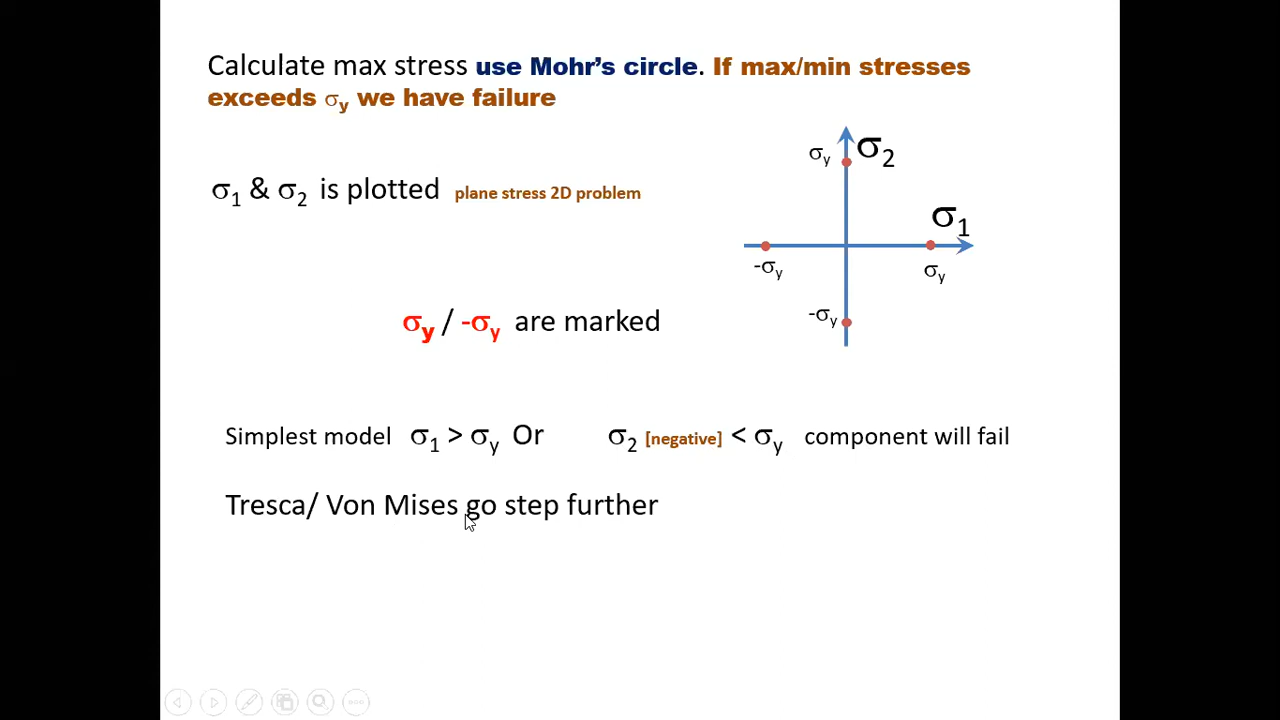 Calculate max stress use Mohr’s circle. If max/min stresses
exceeds σy we have failure
σy σ2
σ1 & σ2 is plotted plane stress 2D problem
σ1
-σy σy
σy / -σy are marked
-σy
Simplest model σ1 > σy Or σ2 [negative] < σy component will fail
Tresca/ Von Mises go step further